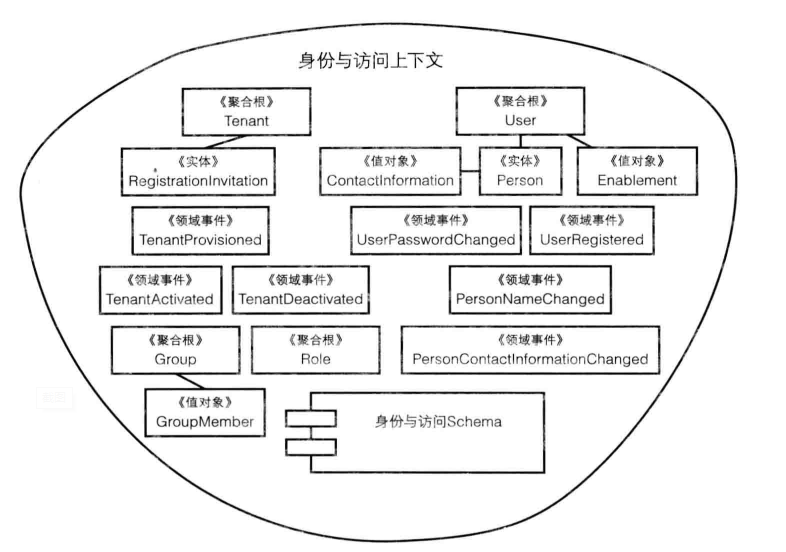 身份与访问上下文
《聚合根》
Tenant
《聚合根》
User
《实体》
RegistrationInvitation
《值对象》
ContactInformation
《实体》
Person
《值对象》
Enablement
《领域事件》
TenantProvisioned
《领域事件》
UserPasswordChanged
《领域事件》
UserRegistered
《领域事件》
TenantActivated
《领域事件》
TenantDeactivated
《领域事件》
PersonNameChanged
《聚合根》
Group
《聚合根》
Role
《领域事件》
PersonContactInformationChanged
《值对象》
GroupMember
身份与访问Schema